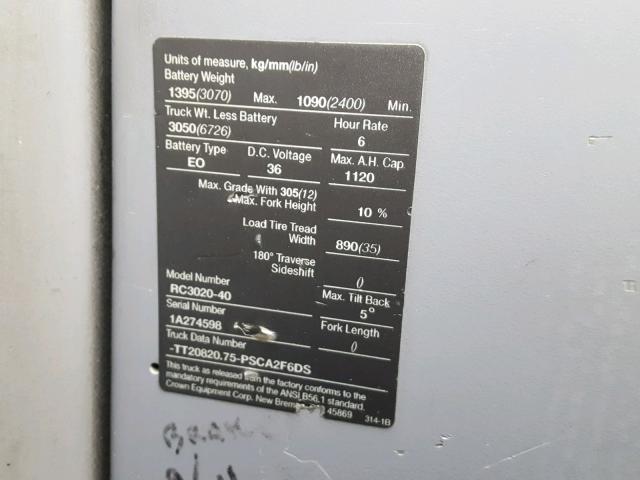 Units of measure, kg/mm(lb/in)
Battery Weight
1395(3070) Max. 1090(2400) Min.
Truck Wt. Less Battery
3050(6726)
Hour Rate
6
Battery Type
EO
D.C. Voltage
36
Max. A.H. Cap.
1120
Max. Grade With 305(12)
Max. Fork Height
10 %
Load Tire Tread
Width
890(35)
180° Traverse
Sideshift
()
Model Number
RC3020-40
Max. Tilt Back
5°
Serial Number
1A274598
Fork Length
()
Truck Data Number
-TT20820.75-PSCA2F6DS
This truck as released from the factory conforms to the
mandatory requirements of the ANSI B56.1 standard.
Crown Equipment Corp. New Bremen, 45869
314-1B